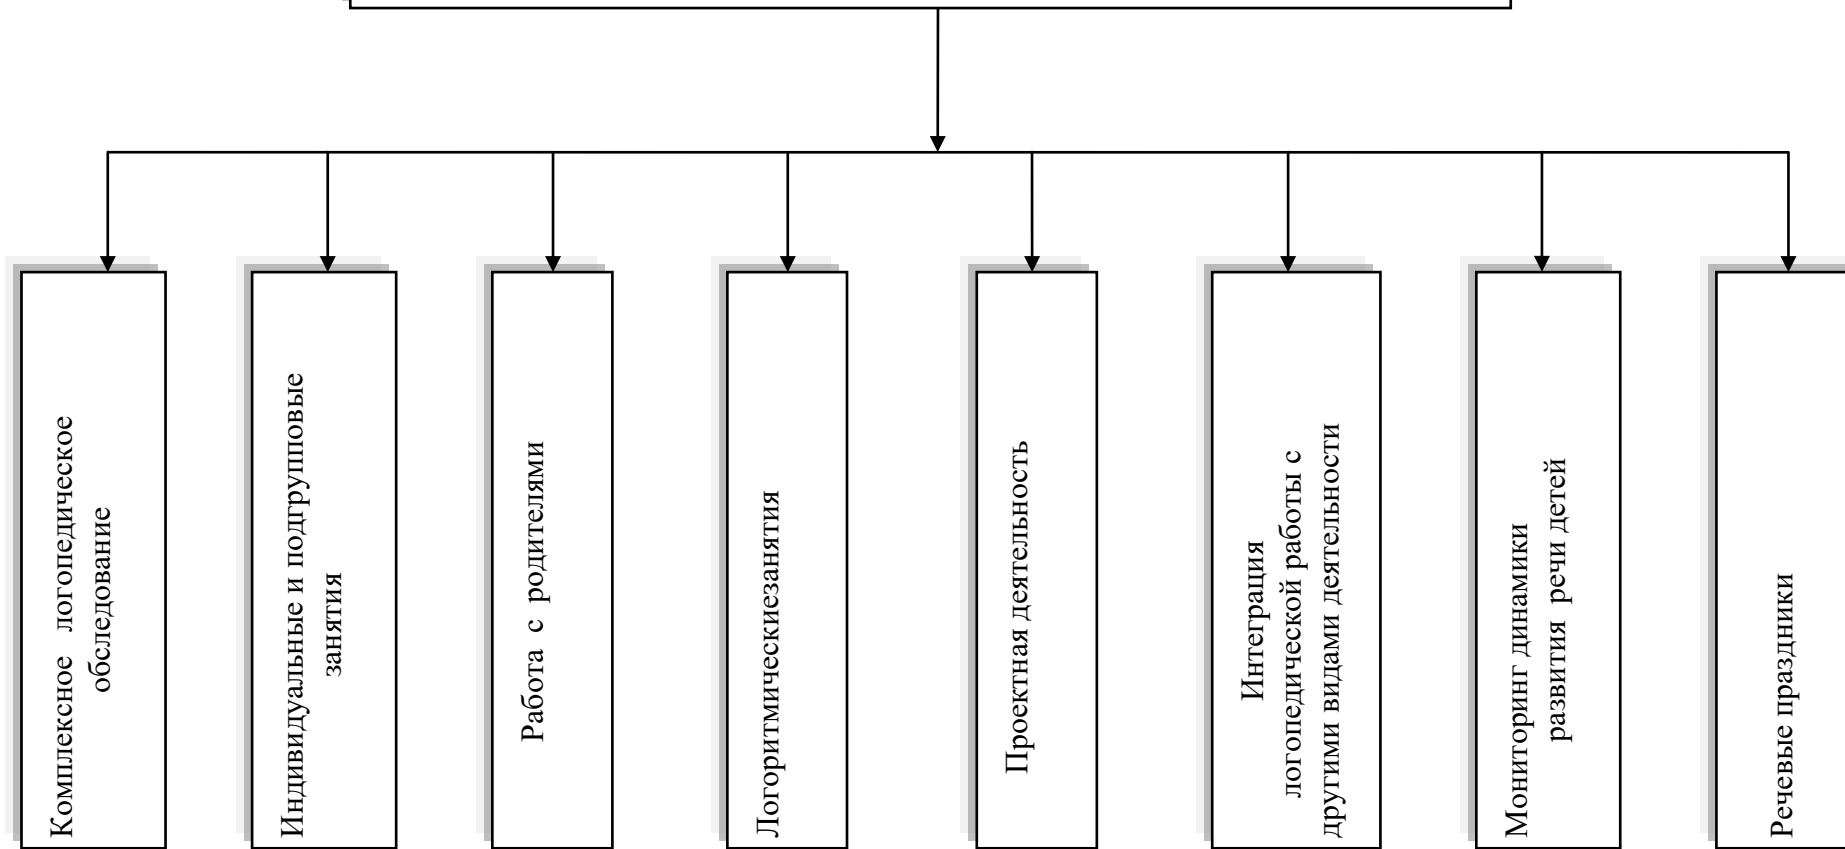 Комплексное логопедическое
обследование
Индивидуальные и подгрупповые
занятия
Работа с родителями
Логоритмическиезанятия
Проектная деятельность
Интеграция
логопедической работы с
другими видами деятельности
Мониторинг динамики
развития речи детей
Речевые праздники